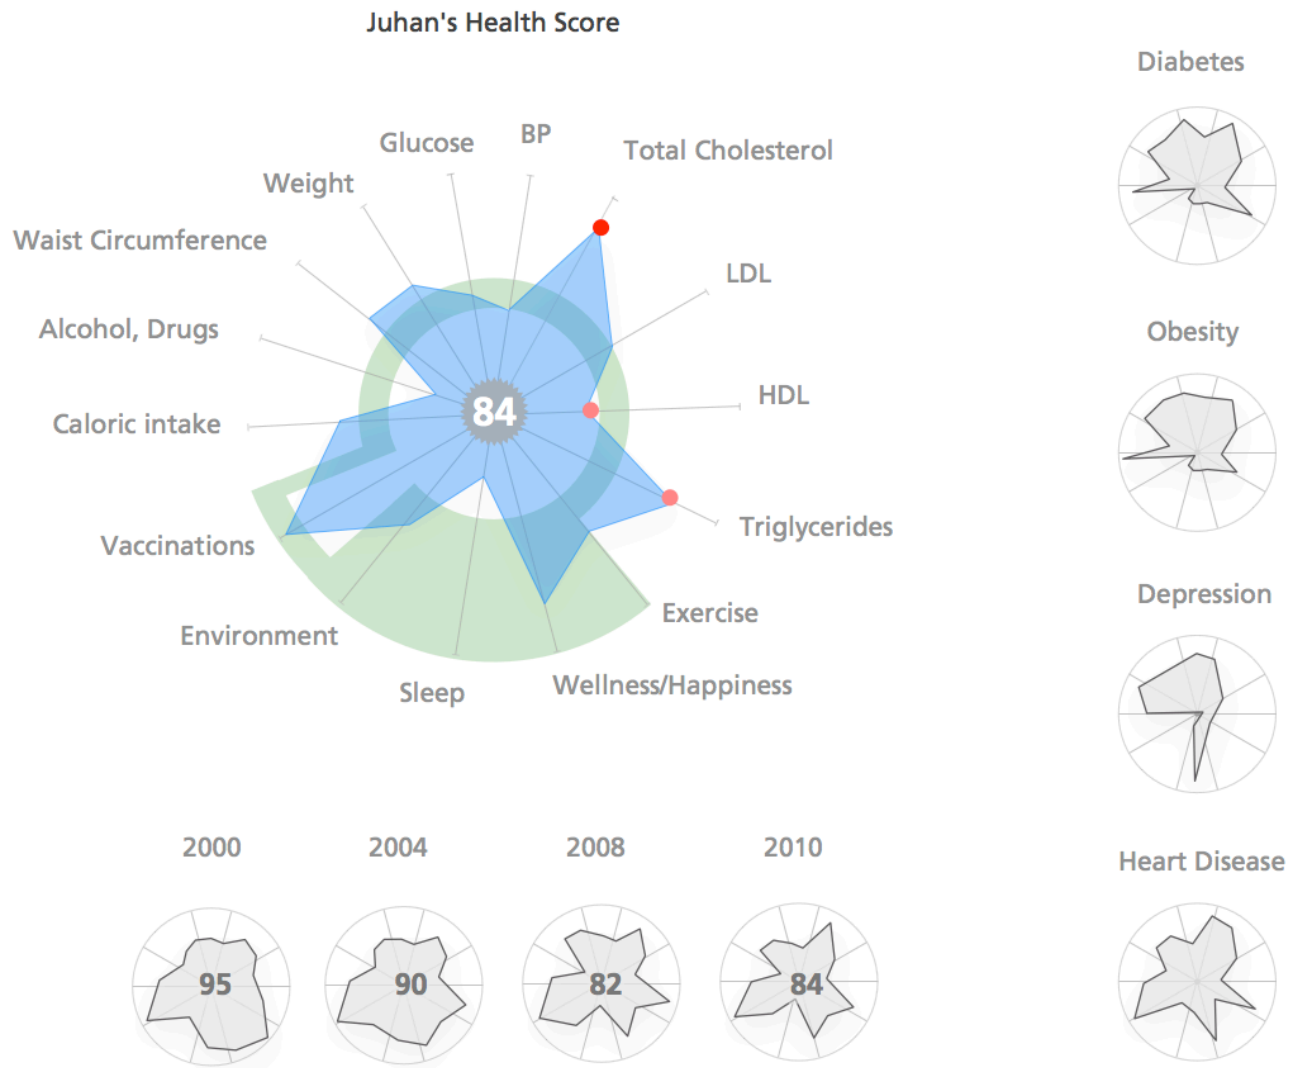 Juhan's Health Score
Diabetes
BP
Glucose
Total Cholesterol
Weight
Waist Circumference
LDL
Alcohol, Drugs
Obesity
HDL
84
Caloric intake
Triglycerides
Vaccinations
Depression
Exercise
Environment
Wellness/Happiness
Sleep
2000
2004
2008
2010
Heart Disease
95
90
82
84